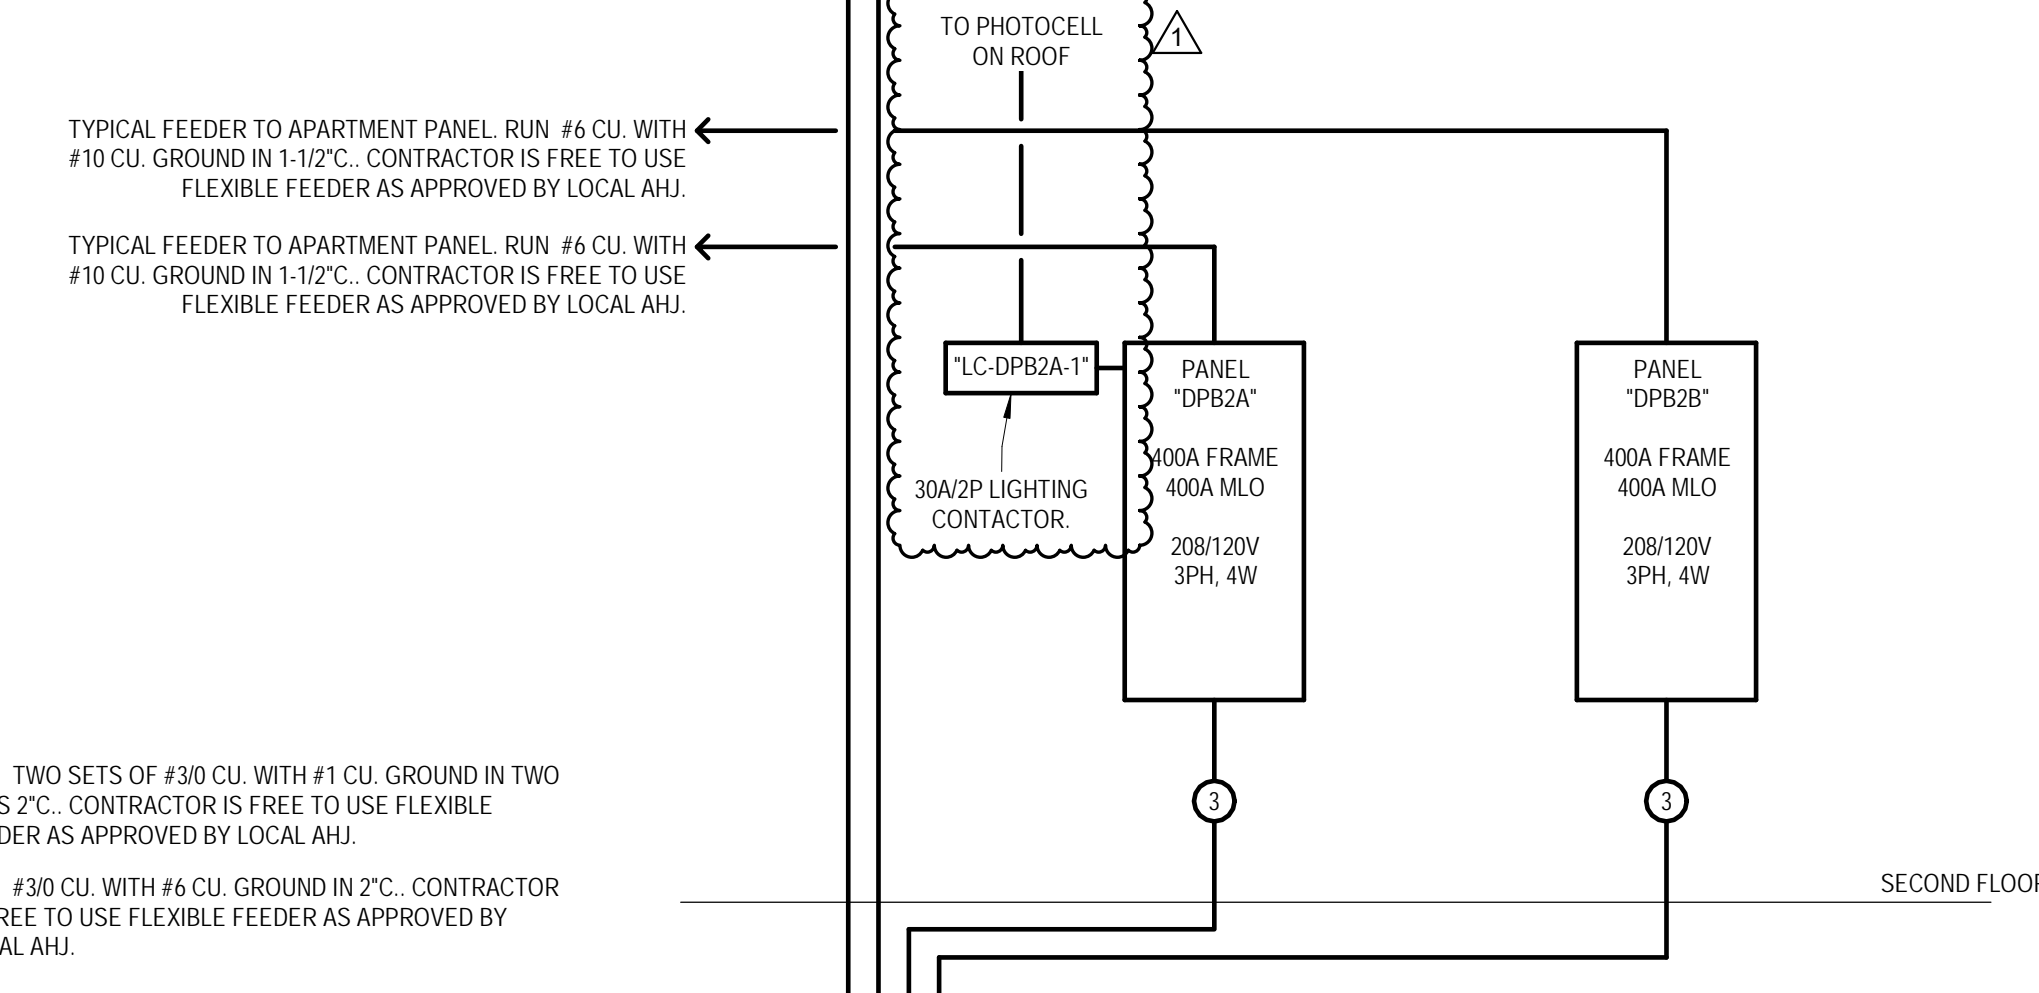 TO PHOTOCELL
ON ROOF
1
TYPICAL FEEDER TO APARTMENT PANEL. RUN #6 CU. WITH
#10 CU. GROUND IN 1-1/2"C.. CONTRACTOR IS FREE TO USE
FLEXIBLE FEEDER AS APPROVED BY LOCAL AHJ.
TYPICAL FEEDER TO APARTMENT PANEL. RUN #6 CU. WITH
#10 CU. GROUND IN 1-1/2"C.. CONTRACTOR IS FREE TO USE
FLEXIBLE FEEDER AS APPROVED BY LOCAL AHJ.
"LC-DPB2A-1"
30A/2P LIGHTING
CONTACTOR.
PANEL
"DPB2A"
400A FRAME
400A MLO
208/120V
3PH, 4W
PANEL
"DPB2B"
400A FRAME
400A MLO
208/120V
3PH, 4W
3
3
TWO SETS OF #3/0 CU. WITH #1 CU. GROUND IN TWO
S 2"C.. CONTRACTOR IS FREE TO USE FLEXIBLE
DER AS APPROVED BY LOCAL AHJ.
#3/0 CU. WITH #6 CU. GROUND IN 2"C.. CONTRACTOR
REE TO USE FLEXIBLE FEEDER AS APPROVED BY
AL AHJ.
SECOND FLOOR